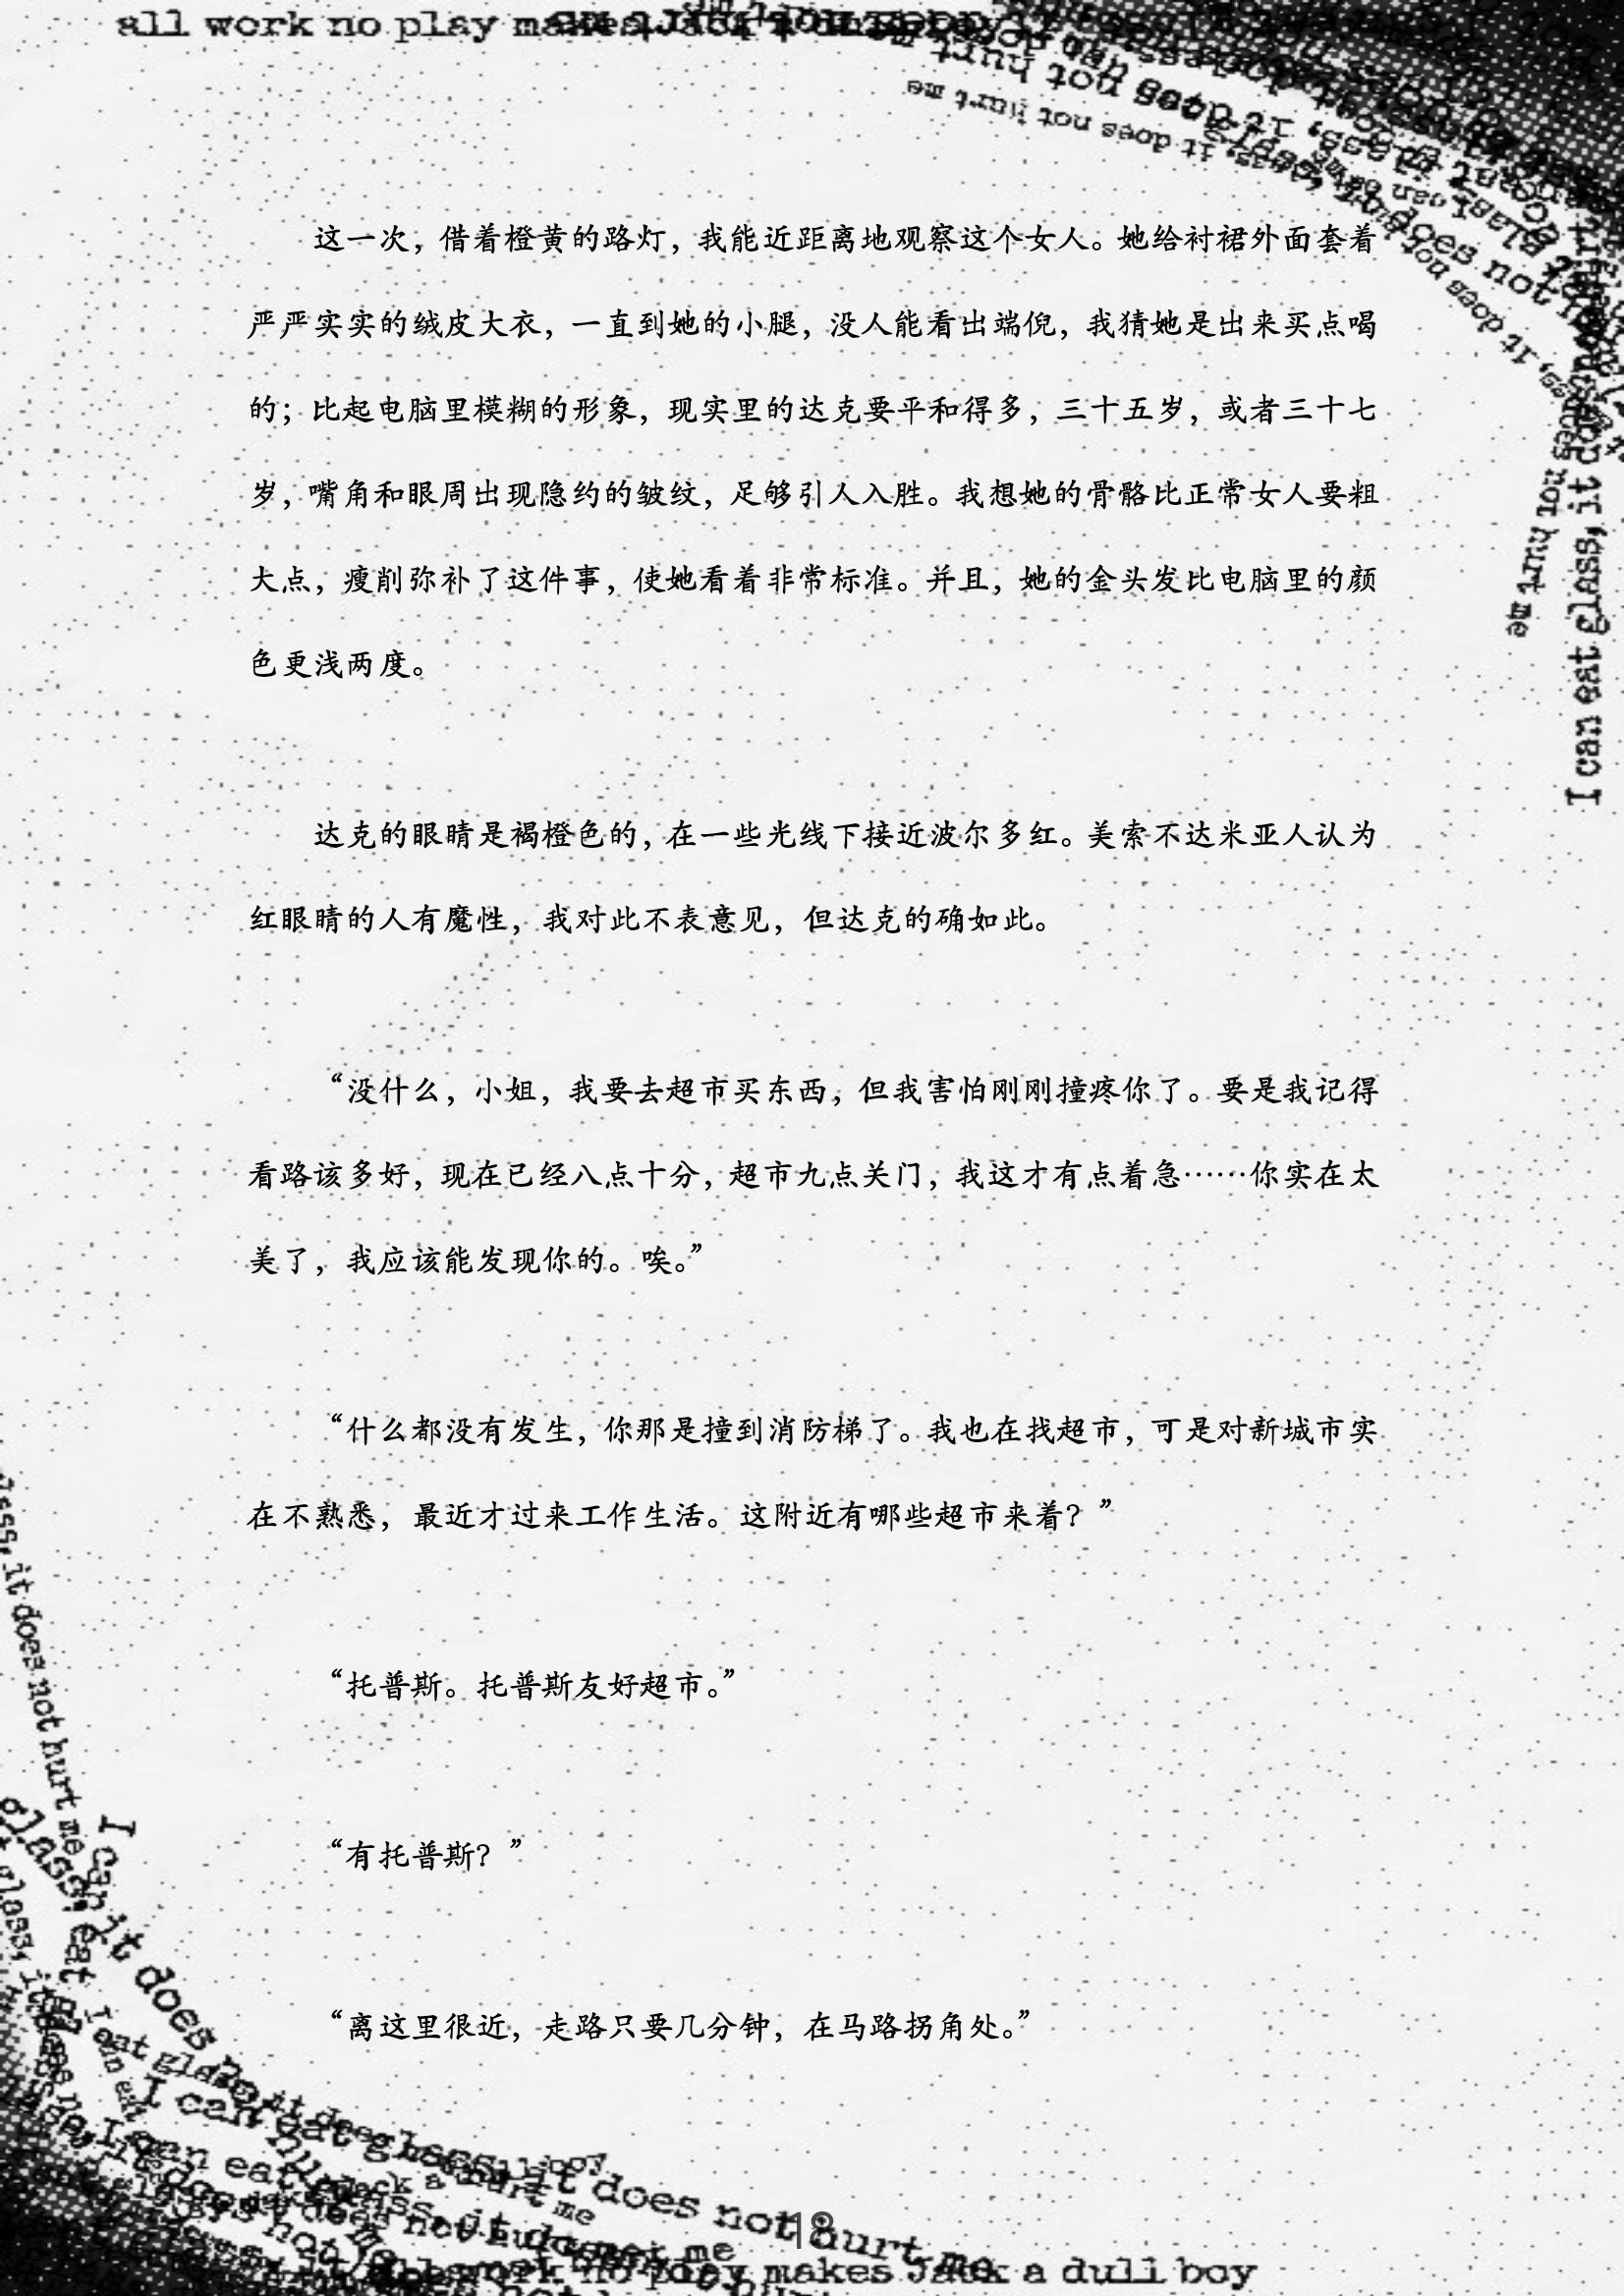 all work no play makes Jack a dull boy
it does not hurt me
I can eat glass, it does not hurt me
这一次，借着橙黄的路灯，我能近距离地观察这个女人。她给衬裙外面套着
严严实实的绒皮大衣，一直到她的小腿，没人能看出端倪，我猜她是出来买点喝
的；比起电脑里模糊的形象，现实里的达克要平和得多，三十五岁，或者三十七
岁，嘴角和眼周出现隐约的皱纹，足够引人入胜。我想她的骨骼比正常女人要粗
大点，瘦削弥补了这件事，使她看着非常标准。并且，她的金头发比电脑里的颜
色更浅两度。
达克的眼睛是褐橙色的，在一些光线下接近波尔多红。美索不达米亚人认为
红眼睛的人有魔性，我对此不表意见，但达克的确如此。
“没什么，小姐，我要去超市买东西，但我害怕刚刚撞疼你了。要是我记得
看路该多好，现在已经八点十分，超市九点关门，我这才有点着急……你实在太
美了，我应该能发现你的。唉。”
“什么都没有发生，你那是撞到消防梯了。我也在找超市，可是对新城市实
在不熟悉，最近才过来工作生活。这附近有哪些超市来着？”
“托普斯。托普斯友好超市。”
“有托普斯？”
“离这里很近，走路只要几分钟，在马路拐角处。”
it does not hurt me
I can eat glass, it does not hurt me
18
all work no play makes Jack a dull boy